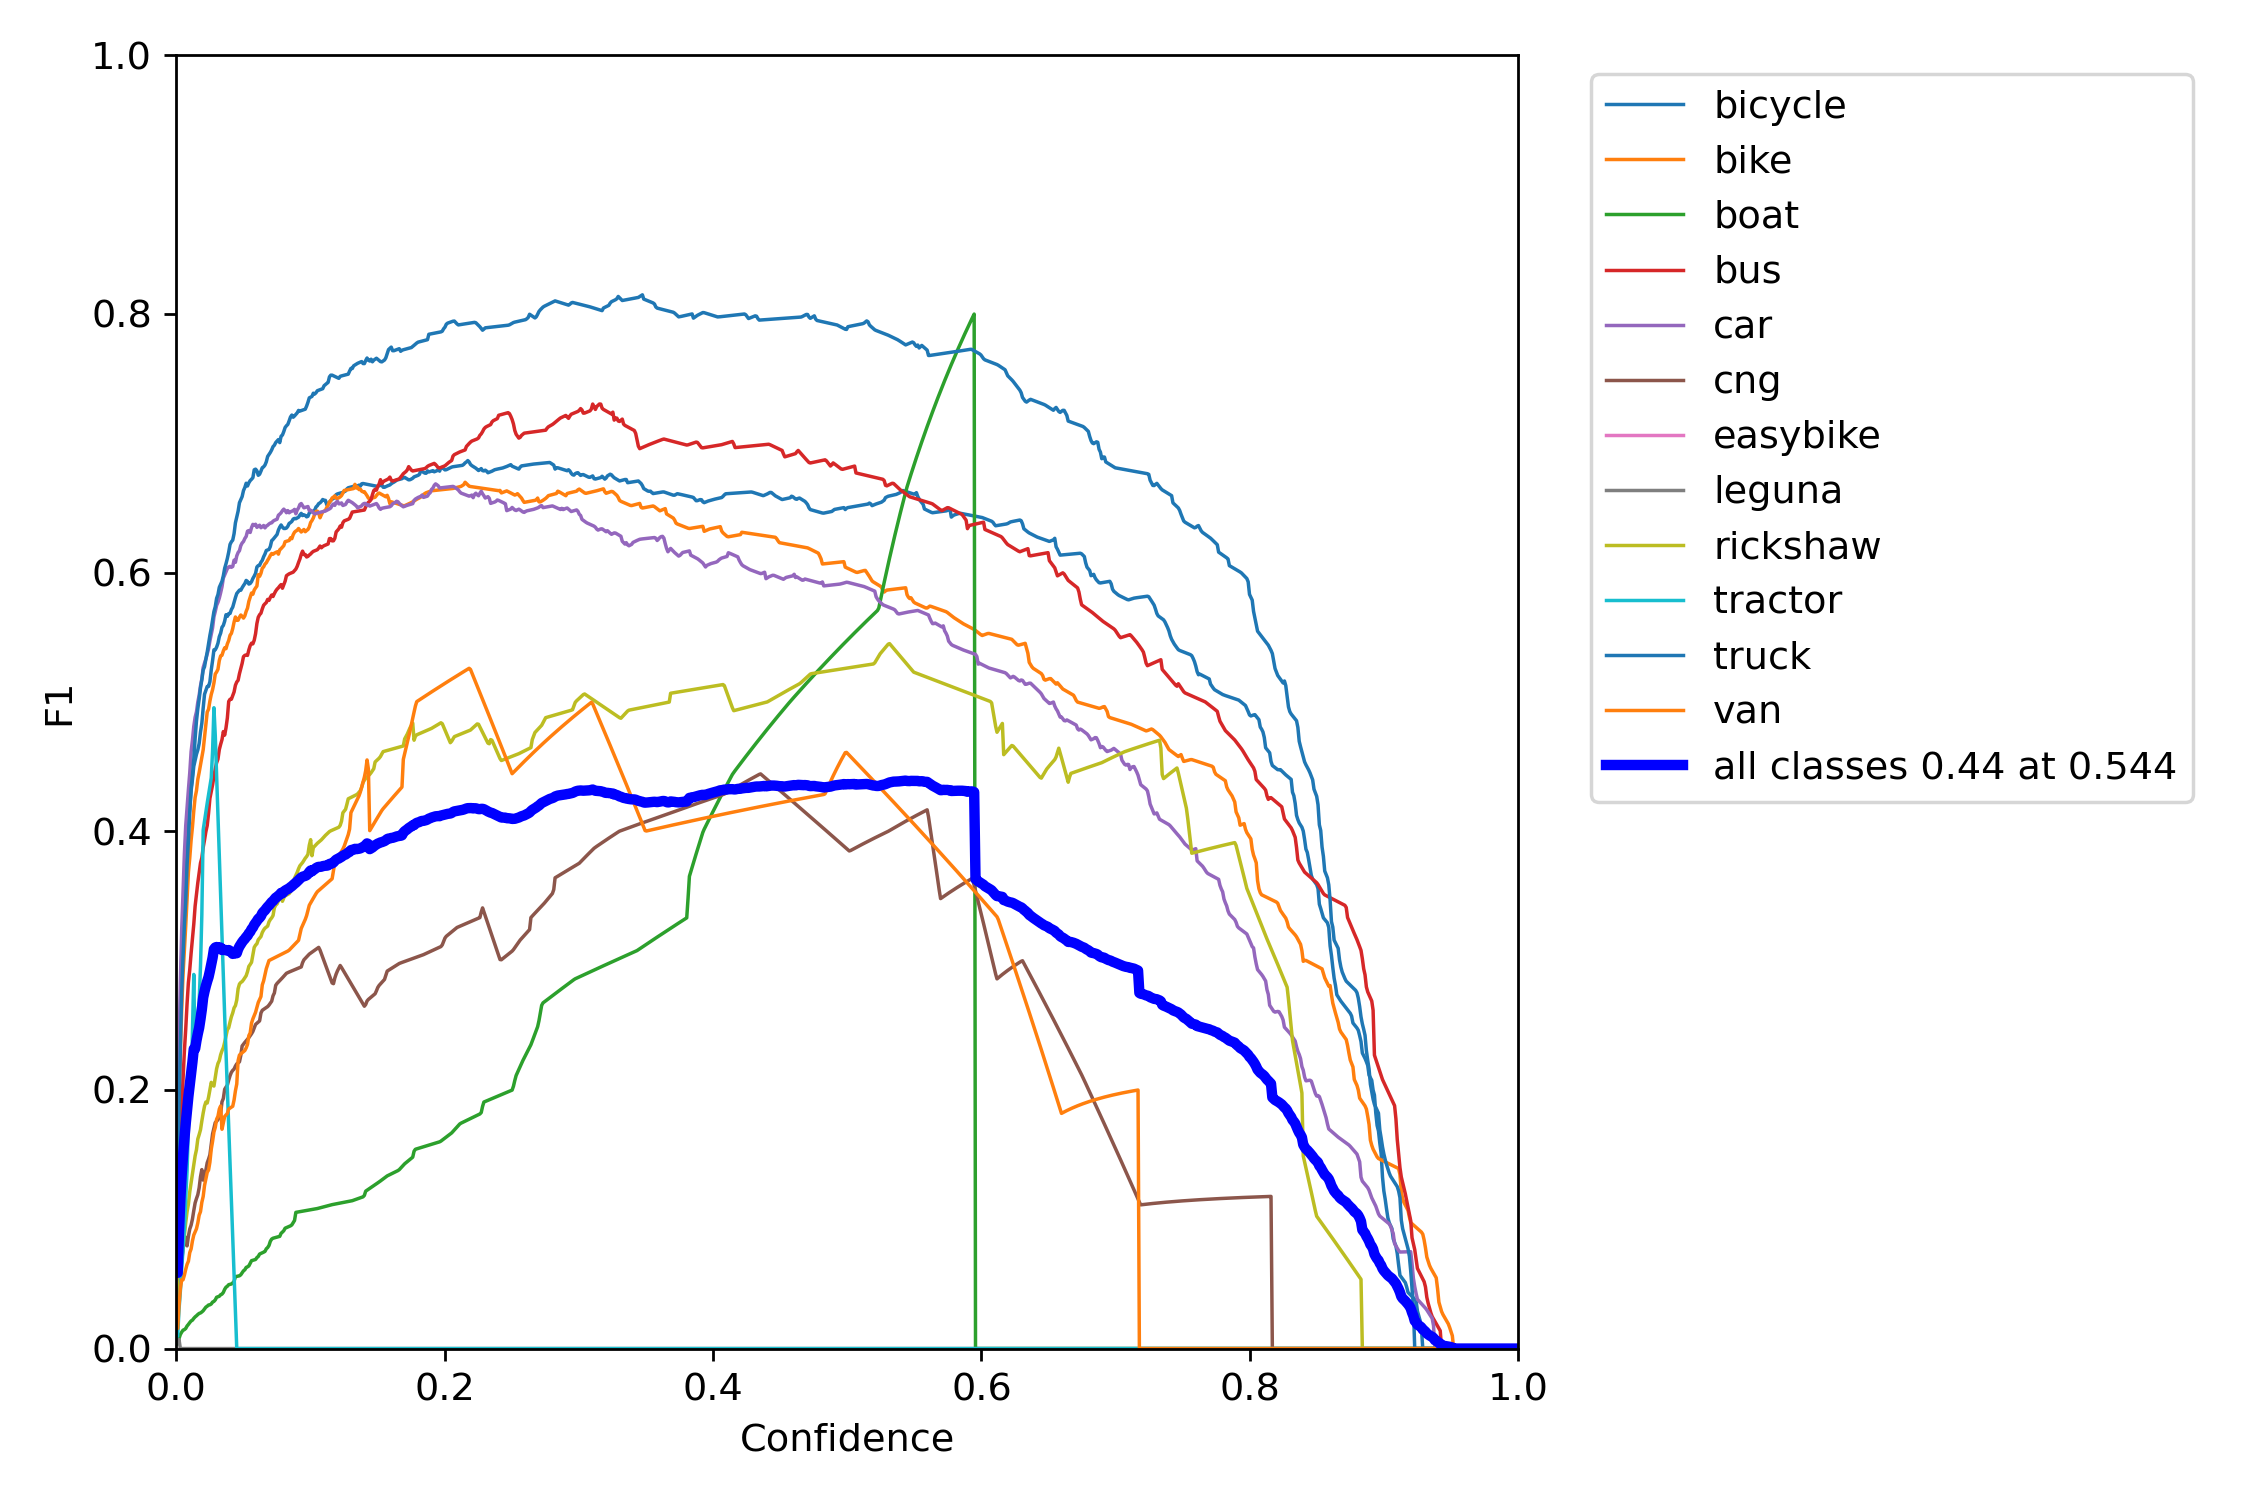 1.0
0.8
0.6
0.4
0.2
0.0
F1
0.0 0.2 0.4 0.6 0.8 1.0
Confidence
bicycle
bike
boat
bus
car
cng
easybike
leguna
rickshaw
tractor
truck
van
all classes 0.44 at 0.544